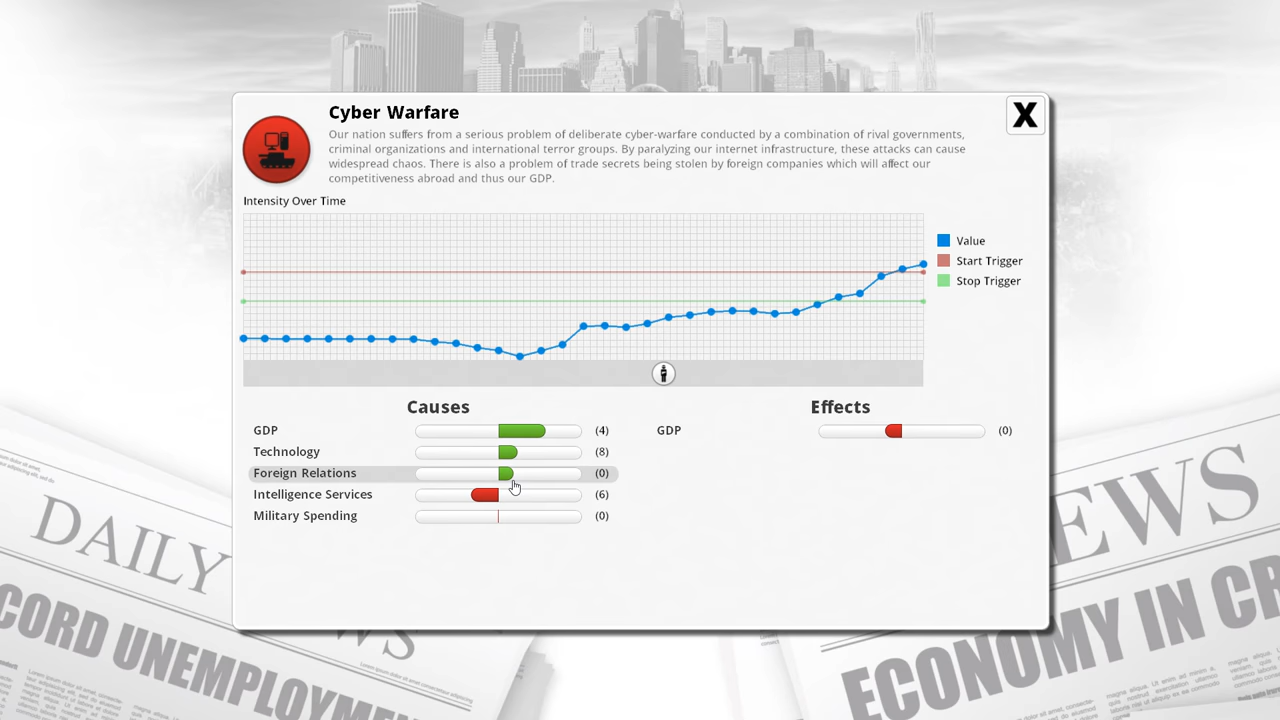 Cyber Warfare
X
Our nation suffers from a serious problem of deliberate cyber-warfare conducted by a combination of rival governments,
criminal organizations and international terror groups. By paralyzing our internet infrastructure, these attacks can cause
widespread chaos. There is also a problem of trade secrets being stolen by foreign companies which will affect our
competitiveness abroad and thus our GDP.
Intensity Over Time
Value
Start Trigger
Stop Trigger
Causes
Effects
GDP (4)
GDP (0)
Technology (8)
Foreign Relations (0)
Intelligence Services (6)
Military Spending (0)
DAILY
WS
EWS
CORD UNEMPLOYME
ECONOMY IN CR